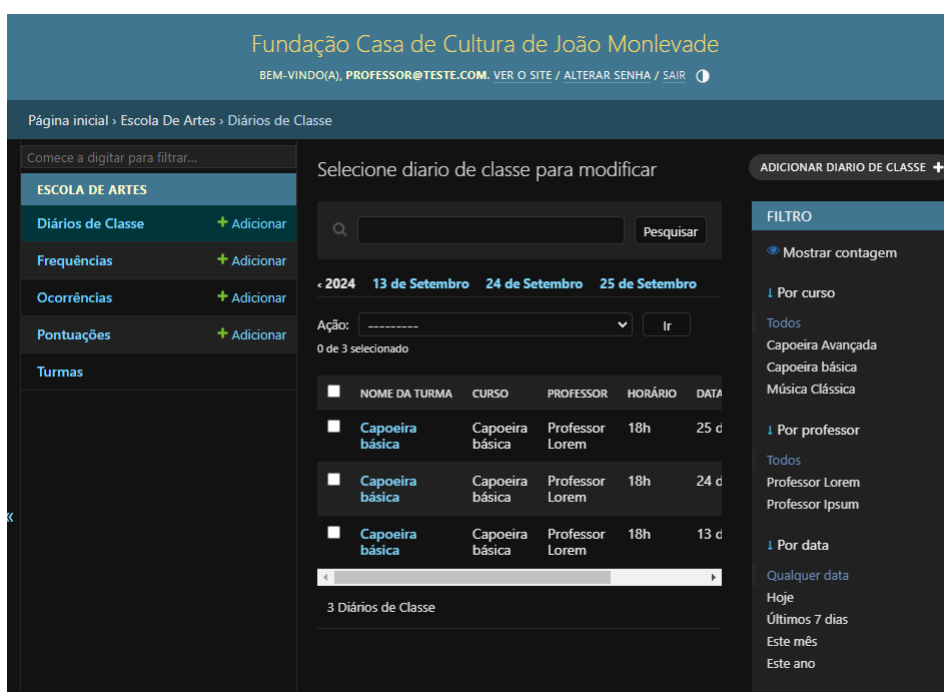 Fundação Casa de Cultura de João Monlevade
BEM-VINDO(A), PROFESSOR@TESTE.COM. VER O SITE / ALTERAR SENHA / SAIR
Página inicial › Escola De Artes › Diários de Classe
Comece a digitar para filtrar...
ESCOLA DE ARTES
Diários de Classe + Adicionar
Frequências + Adicionar
Ocorrências + Adicionar
Pontuações + Adicionar
Turmas
«
Selecione diario de classe para modificar
Pesquisar
‹ 2024 13 de Setembro 24 de Setembro 25 de Setembro
Ação: --------- Ir
0 de 3 selecionado
NOME DA TURMA CURSO PROFESSOR HORÁRIO DATA
Capoeira básica Capoeira básica Professor Lorem 18h 25 d
Capoeira básica Capoeira básica Professor Lorem 18h 24 d
Capoeira básica Capoeira básica Professor Lorem 18h 13 d
3 Diários de Classe
ADICIONAR DIARIO DE CLASSE +
FILTRO
Mostrar contagem
↓ Por curso
Todos
Capoeira Avançada
Capoeira básica
Música Clássica
↓ Por professor
Todos
Professor Lorem
Professor Ipsum
↓ Por data
Qualquer data
Hoje
Últimos 7 dias
Este mês
Este ano